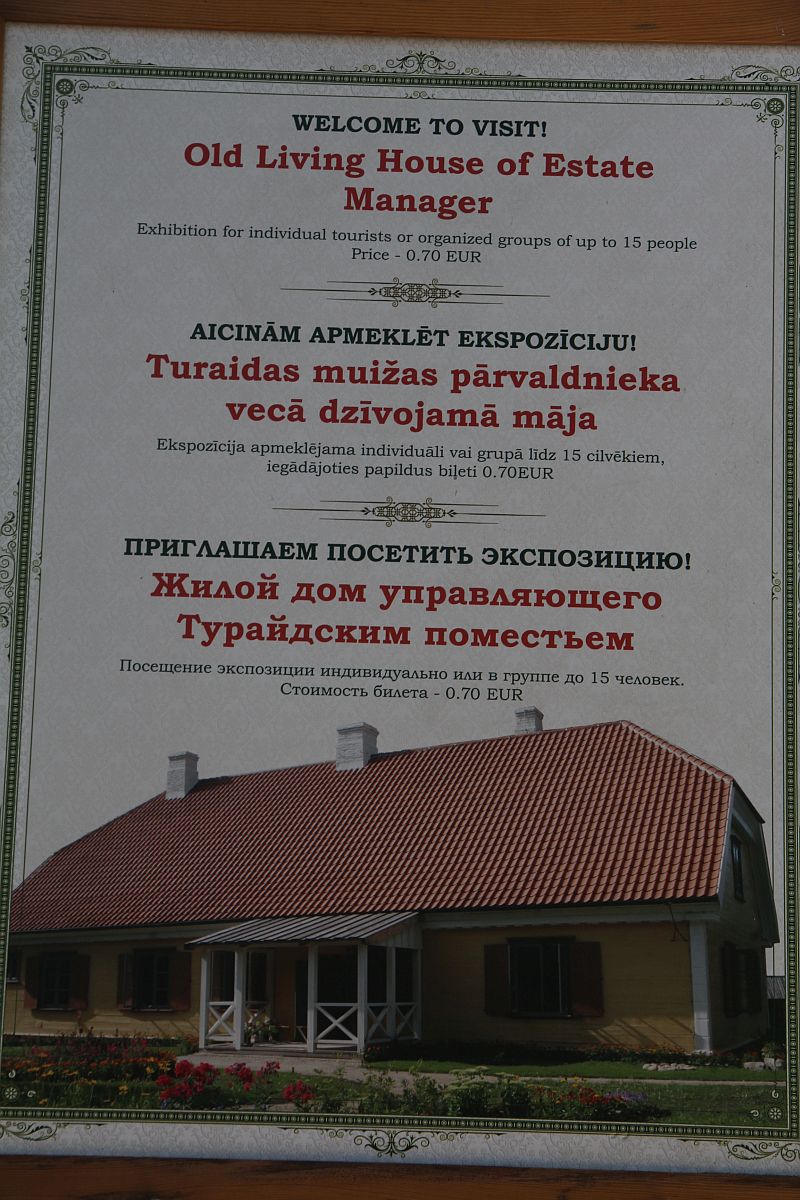 WELCOME TO VISIT!
Old Living House of Estate
Manager
Exhibition for individual tourists or organized groups of up to 15 people
Price - 0.70 EUR
AICINĀM APMEKLĒT EKSPOZĪCIJU!
Turaidas muižas pārvaldnieka
vecā dzīvojamā māja
Ekspozīcija apmeklējama individuāli vai grupā līdz 15 cilvēkiem,
iegādājoties papildus biļeti 0.70EUR
ПРИГЛАШАЕМ ПОСЕТИТЬ ЭКСПОЗИЦИЮ!
Жилой дом управляющего
Турайдским поместьем
Посещение экспозиции индивидуально или в группе до 15 человек.
Стоимость билета - 0.70 EUR